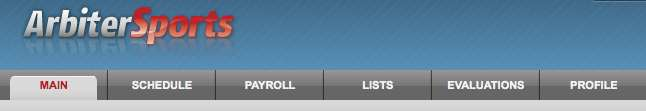 ArbiterSports
MAIN SCHEDULE PAYROLL LISTS EVALUATIONS PROFILE